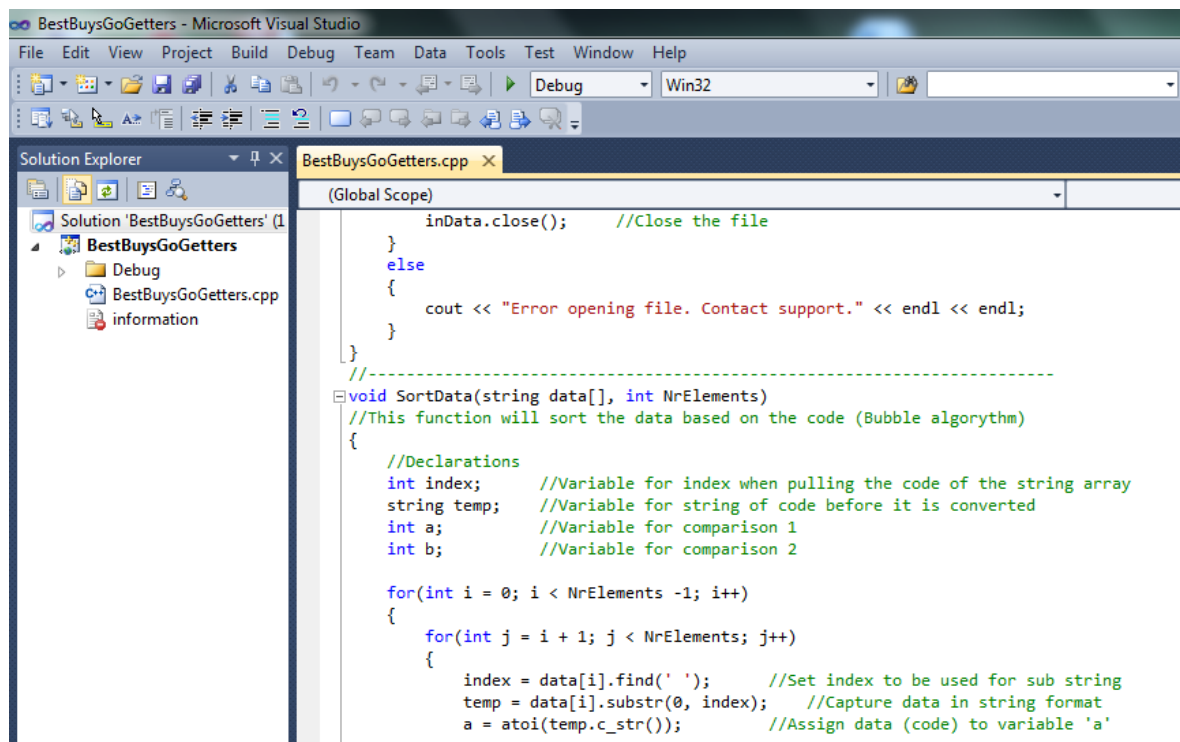 BestBuysGoGetters - Microsoft Visual Studio
File Edit View Project Build Debug Team Data Tools Test Window Help
Debug Win32
Solution Explorer
BestBuysGoGetters.cpp
(Global Scope)
Solution 'BestBuysGoGetters' (1
BestBuysGoGetters
Debug
BestBuysGoGetters.cpp
information
inData.close(); //Close the file
}
else
{
cout << "Error opening file. Contact support." << endl << endl;
}
}
//------------------------------------------------------------------------
void SortData(string data[], int NrElements)
//This function will sort the data based on the code (Bubble algorythm)
{
//Declarations
int index; //Variable for index when pulling the code of the string array
string temp; //Variable for string of code before it is converted
int a; //Variable for comparison 1
int b; //Variable for comparison 2
for(int i = 0; i < NrElements -1; i++)
{
for(int j = i + 1; j < NrElements; j++)
{
index = data[i].find(' '); //Set index to be used for sub string
temp = data[i].substr(0, index); //Capture data in string format
a = atoi(temp.c_str()); //Assign data (code) to variable 'a'